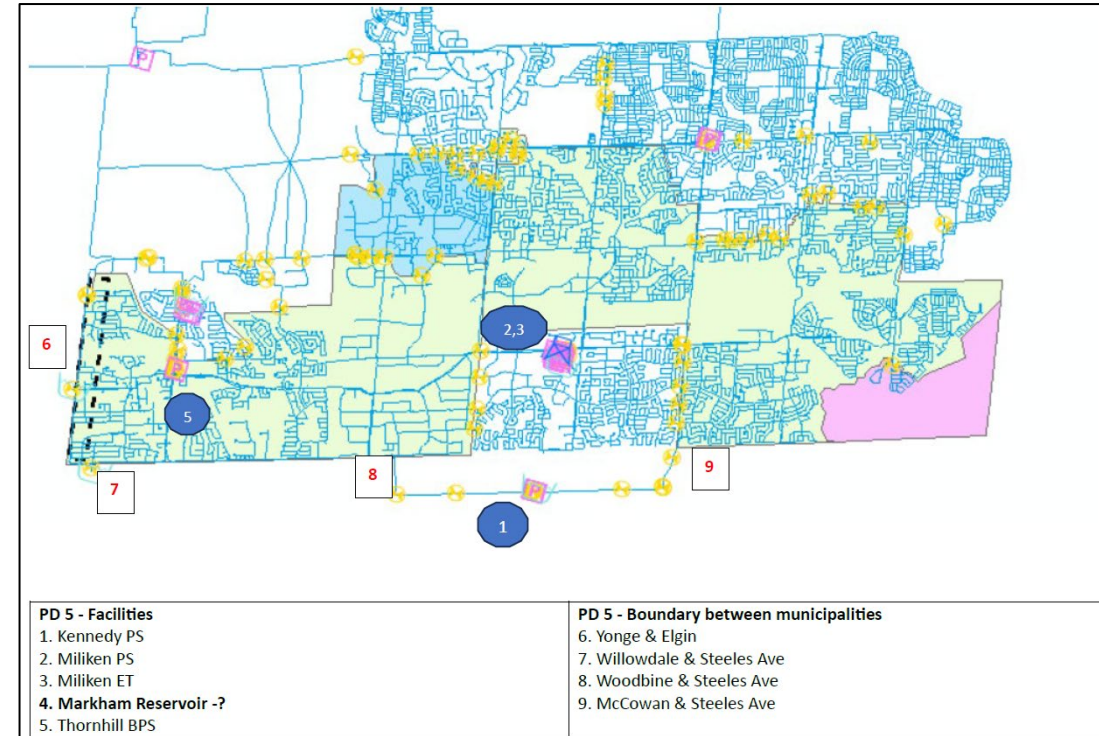 P
6
2,3
P
5
8
9
7
1
P
PD 5 - Facilities
1. Kennedy PS
2. Miliken PS
3. Miliken ET
4. Markham Reservoir -?
5. Thornhill BPS
PD 5 - Boundary between municipalities
6. Yonge & Elgin
7. Willowdale & Steeles Ave
8. Woodbine & Steeles Ave
9. McCowan & Steeles Ave